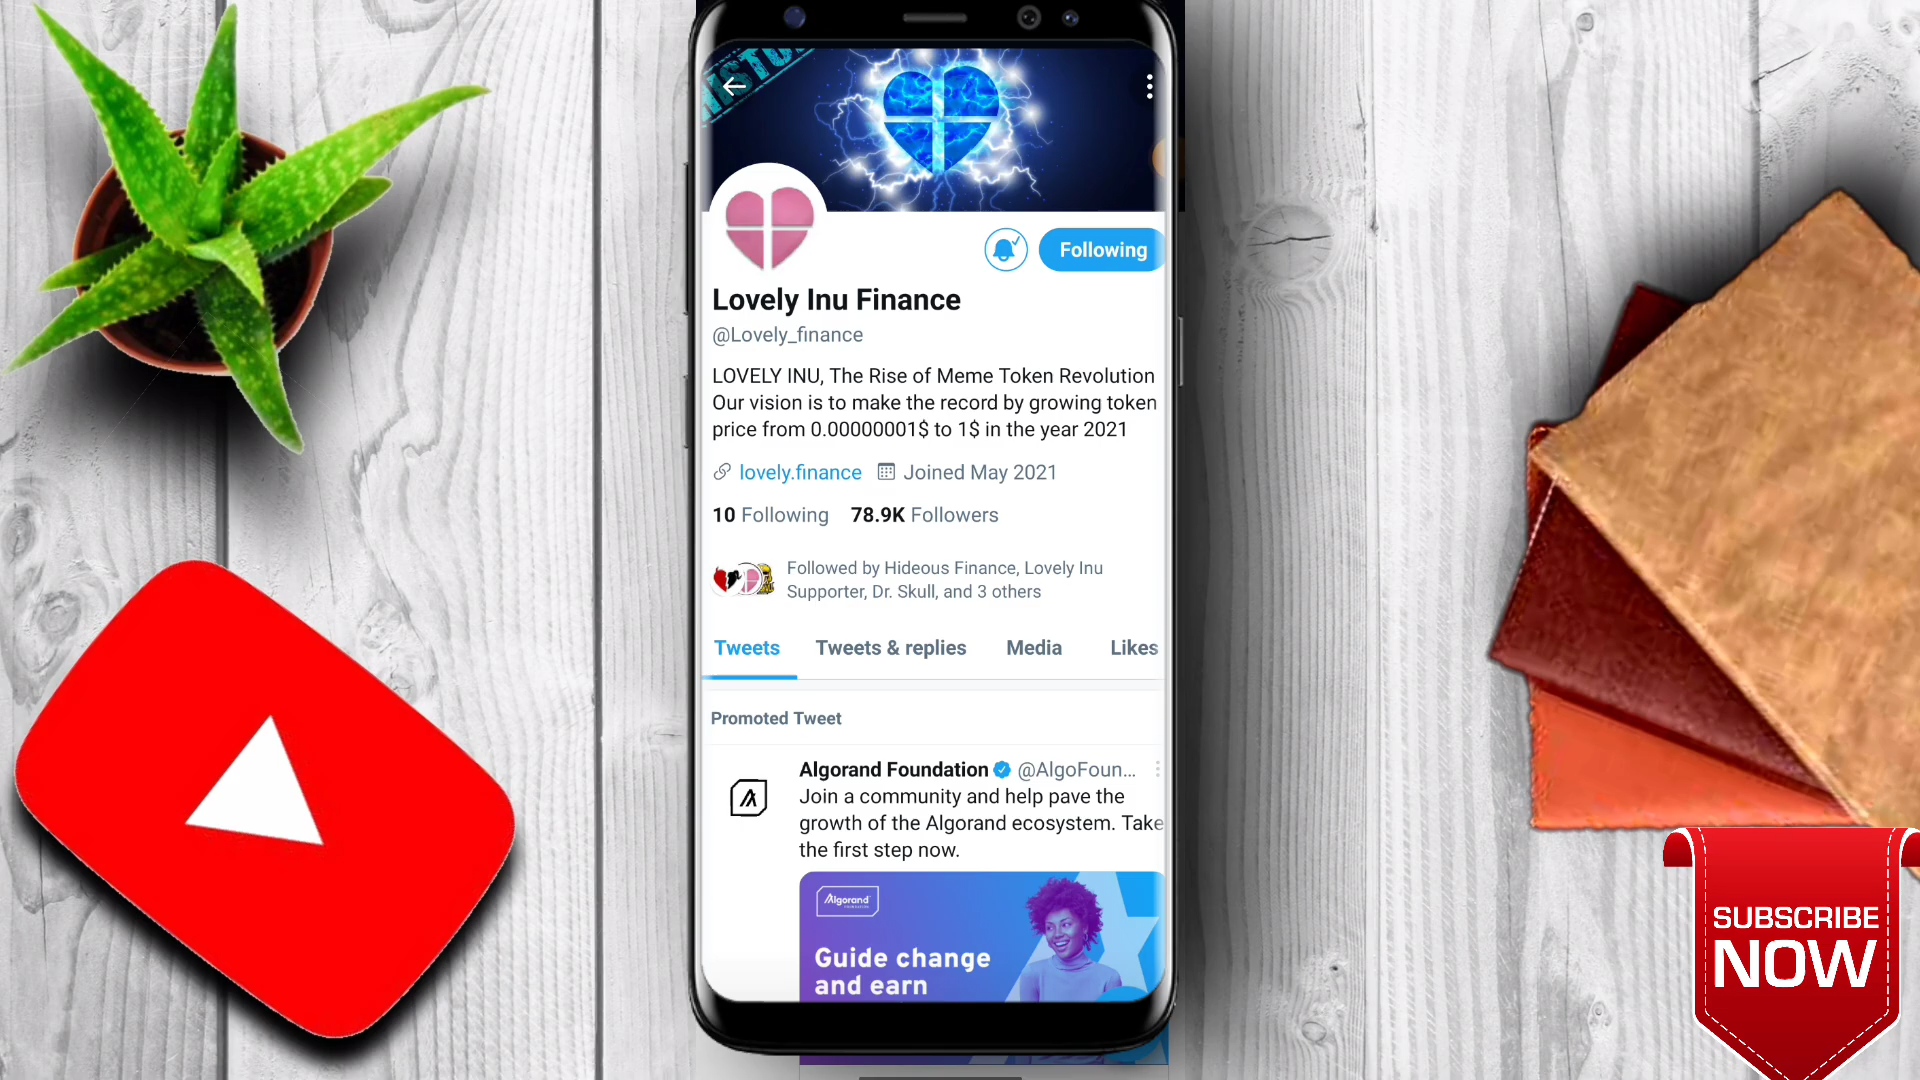 Following
Lovely Inu Finance
@Lovely_finance
LOVELY INU, The Rise of Meme Token Revolution
Our vision is to make the record by growing token
price from 0.00000001$ to 1$ in the year 2021
lovely.finance Joined May 2021
10 Following 78.9K Followers
Followed by Hideous Finance, Lovely Inu
Supporter, Dr. Skull, and 3 others
Tweets Tweets & replies Media Likes
Promoted Tweet
Algorand Foundation @AlgoFoun...
Join a community and help pave the
growth of the Algorand ecosystem. Take
the first step now.
Algorand
Guide change
and earn
SUBSCRIBE
NOW